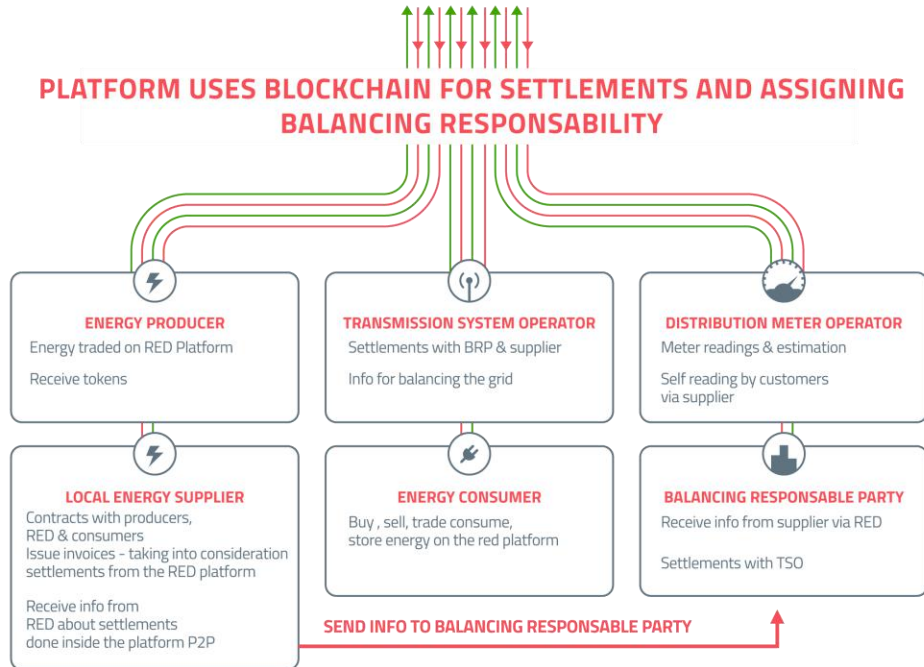 PLATFORM USES BLOCKCHAIN FOR SETTLEMENTS AND ASSIGNING
BALANCING RESPONSABILITY
ENERGY PRODUCER
Energy traded on RED Platform
Receive tokens
TRANSMISSION SYSTEM OPERATOR
Settlements with BRP & supplier
Info for balancing the grid
DISTRIBUTION METER OPERATOR
Meter readings & estimation
Self reading by customers
via supplier
LOCAL ENERGY SUPPLIER
Contracts with producers,
RED & consumers
Issue invoices - taking into consideration
settlements from the RED platform
Receive info from
RED about settlements
done inside the platform P2P
ENERGY CONSUMER
Buy , sell, trade consume,
store energy on the red platform
BALANCING RESPONSIBLE PARTY
Receive info from supplier via RED
Settlements with TSO
SEND INFO TO BALANCING RESPONSIBLE PARTY